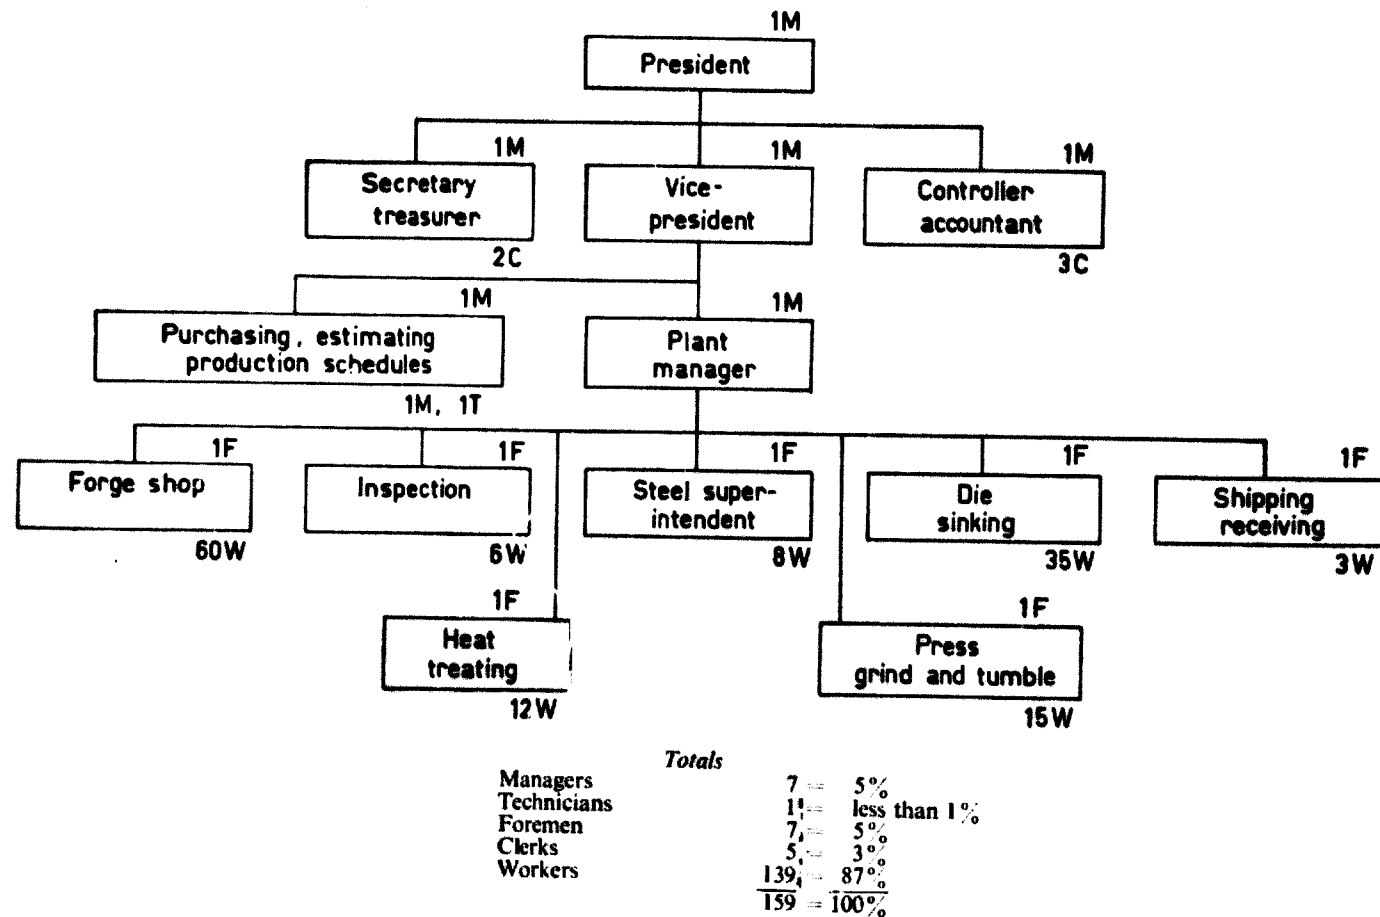 1M
President
1M
1M
1M
Secretary
treasurer
Vice-
president
Controller
accountant
2C
3C
1M
1M
Purchasing, estimating
production schedules
Plant
manager
1M, 1T
1F
1F
1F
1F
1F
Forge shop
Inspection
Steel super-
intendent
Die
sinking
Shipping
receiving
60W
6W
8W
35W
3W
1F
1F
Heat
treating
Press
grind and tumble
12W
15W
Totals
Managers 7 = 5%
Technicians 1 = less than 1%
Foremen 7 = 5%
Clerks 5 = 3%
Workers 139 = 87%
159 = 100%